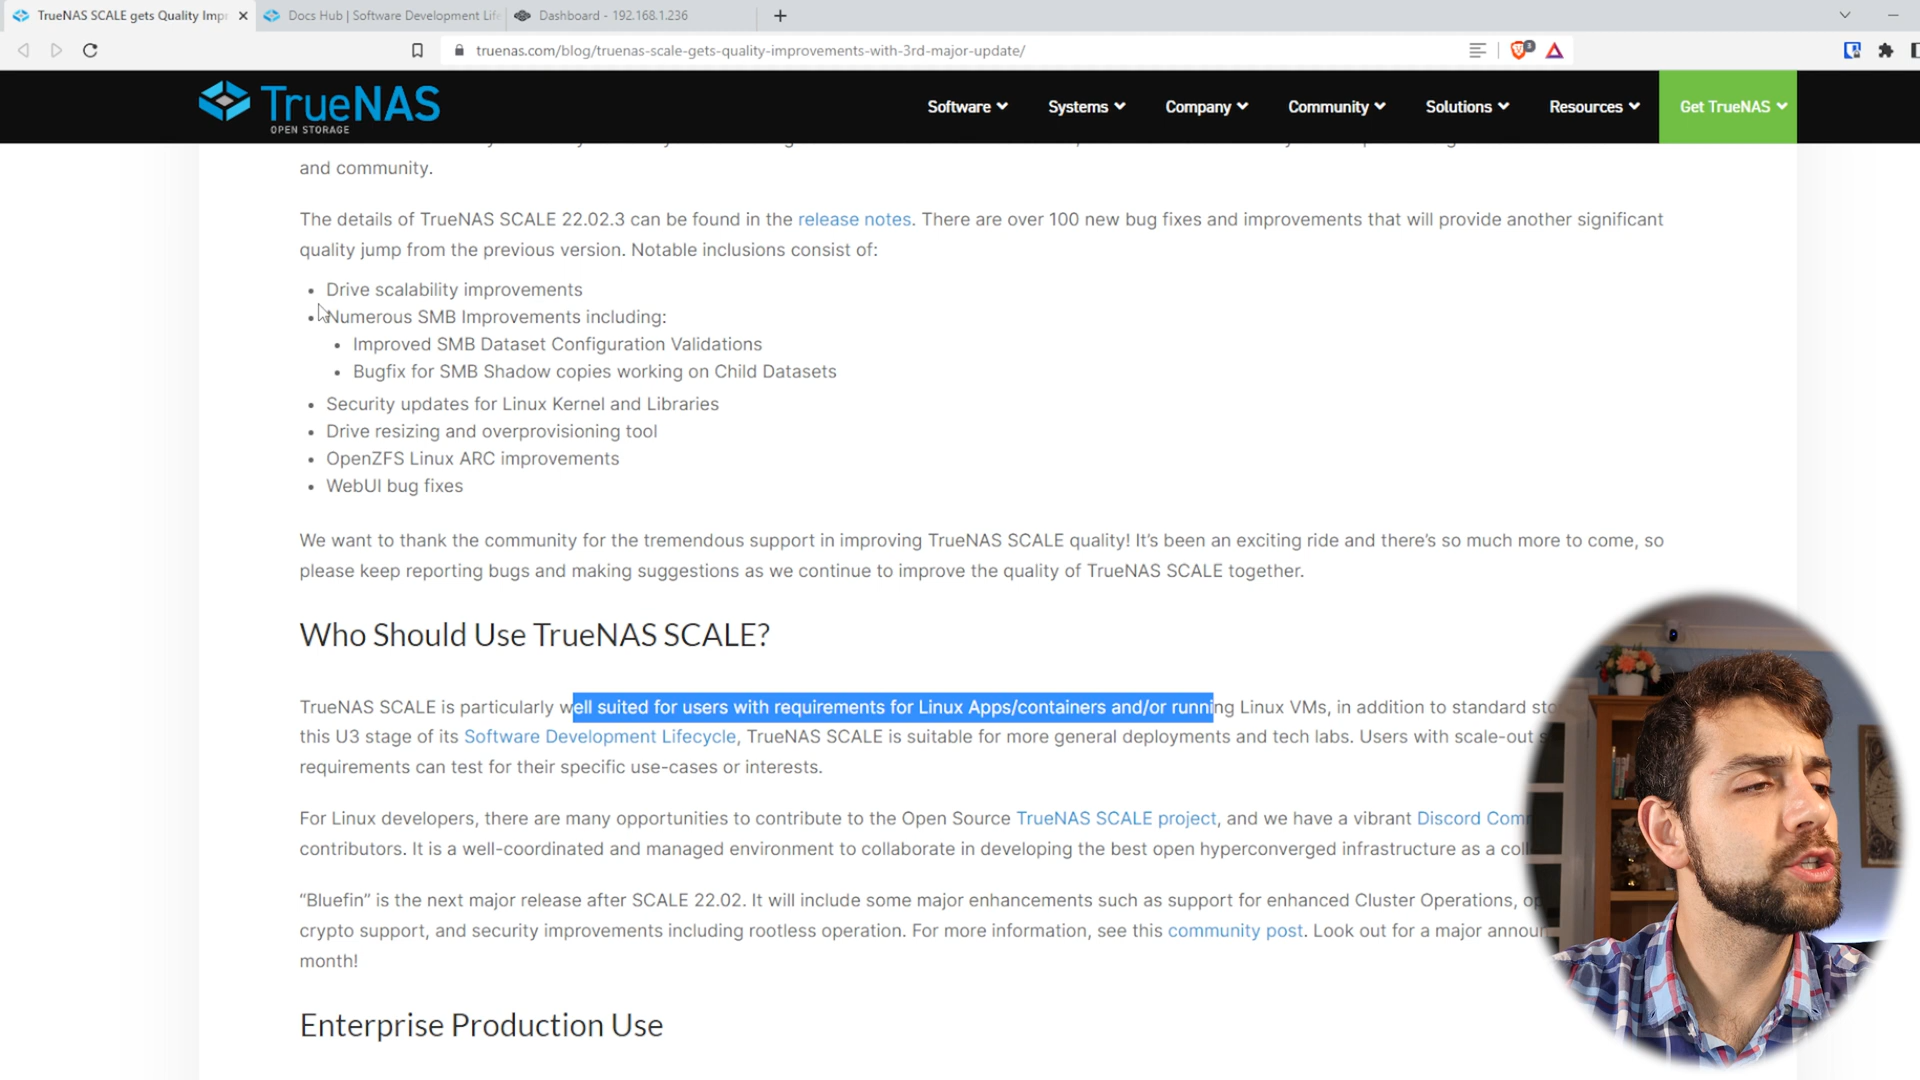 TrueNAS SCALE gets Quality Impr
Docs Hub | Software Development Life
Dashboard - 192.168.1.236
truenas.com/blog/truenas-scale-gets-quality-improvements-with-3rd-major-update/
3
TrueNAS
OPEN STORAGE
Software
Systems
Company
Community
Solutions
Resources
Get TrueNAS
and community.
The details of TrueNAS SCALE 22.02.3 can be found in the release notes. There are over 100 new bug fixes and improvements that will provide another significant
quality jump from the previous version. Notable inclusions consist of:
• Drive scalability improvements
• Numerous SMB Improvements including:
• Improved SMB Dataset Configuration Validations
• Bugfix for SMB Shadow copies working on Child Datasets
• Security updates for Linux Kernel and Libraries
• Drive resizing and overprovisioning tool
• OpenZFS Linux ARC improvements
• WebUI bug fixes
We want to thank the community for the tremendous support in improving TrueNAS SCALE quality! It's been an exciting ride and there's so much more to come, so
please keep reporting bugs and making suggestions as we continue to improve the quality of TrueNAS SCALE together.
Who Should Use TrueNAS SCALE?
TrueNAS SCALE is particularly well suited for users with requirements for Linux Apps/containers and/or running Linux VMs, in addition to standard
this U3 stage of its Software Development Lifecycle, TrueNAS SCALE is suitable for more general deployments and tech labs. Users with scale-out
requirements can test for their specific use-cases or interests.
For Linux developers, there are many opportunities to contribute to the Open Source TrueNAS SCALE project, and we have a vibrant Discord Com
contributors. It is a well-coordinated and managed environment to collaborate in developing the best open hyperconverged infrastructure as a coll
“Bluefin” is the next major release after SCALE 22.02. It will include some major enhancements such as support for enhanced Cluster Operations,
crypto support, and security improvements including rootless operation. For more information, see this community post. Look out for a major announ
month!
Enterprise Production Use